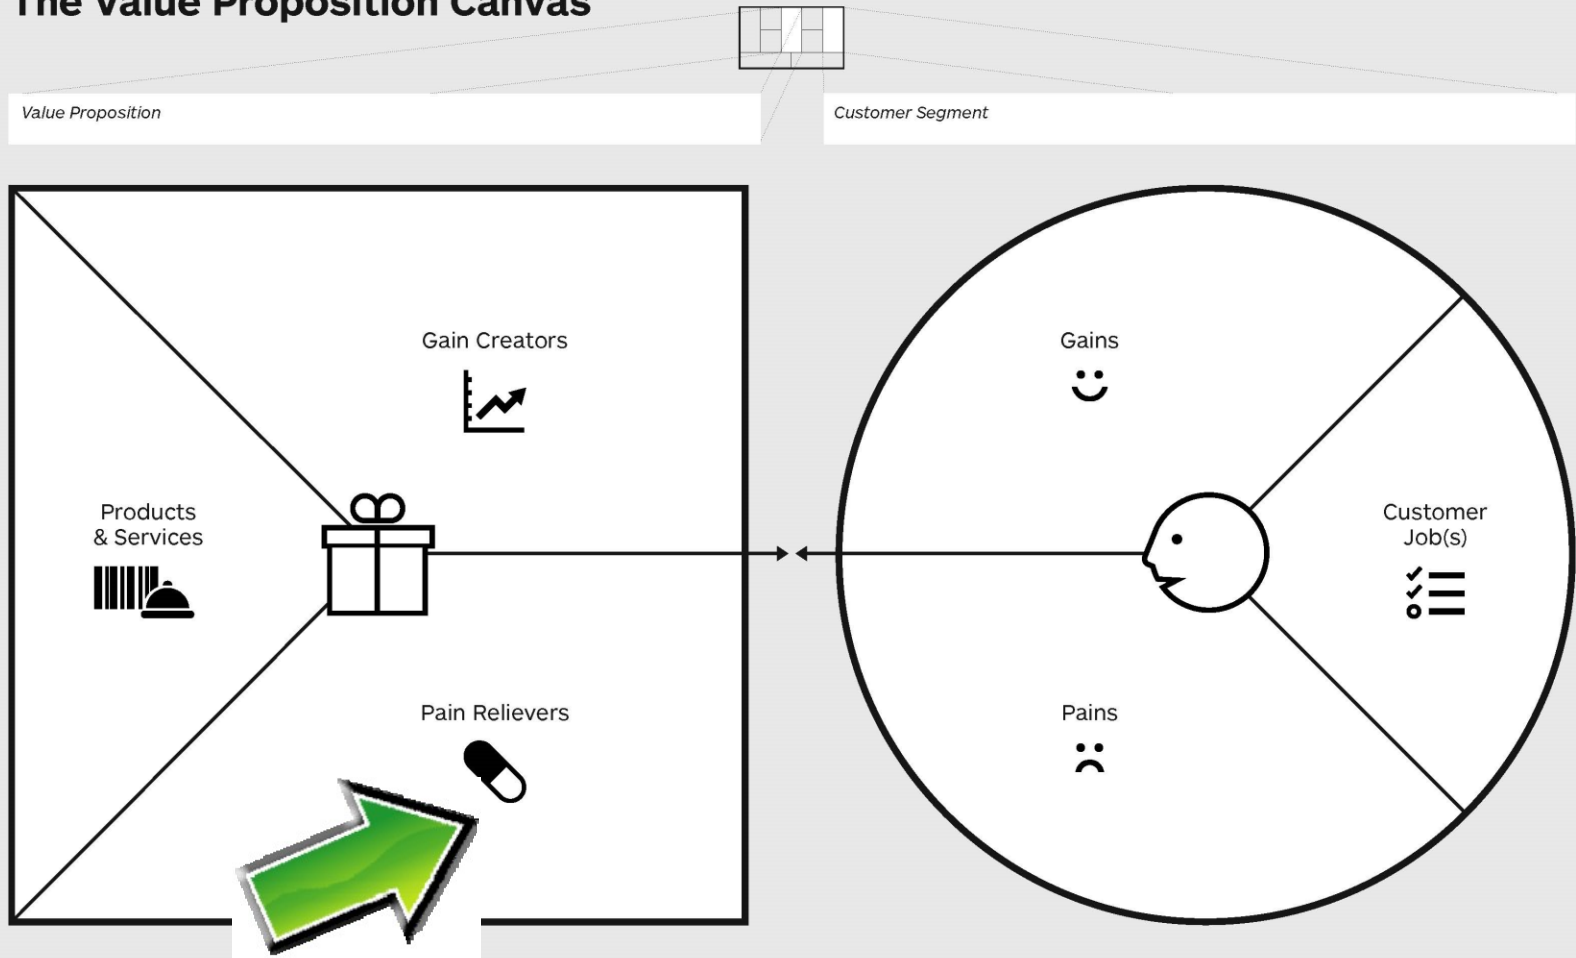 The Value Proposition Canvas
Value Proposition
Customer Segment
Gain Creators
Gains
Products
& Services
Customer
Job(s)
Pain Relievers
Pains